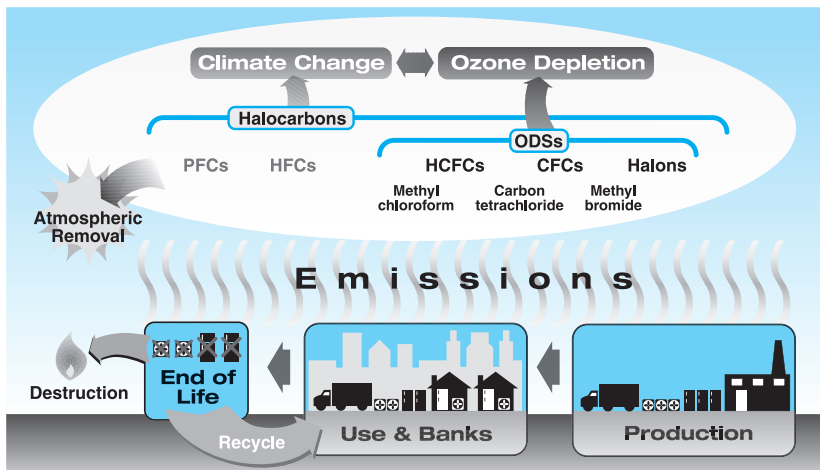 Climate Change
Ozone Depletion
Halocarbons
ODSs
PFCs
HFCs
HCFCs
CFCs
Halons
Methyl
chloroform
Carbon
tetrachloride
Methyl
bromide
Atmospheric
Removal
Emissions
Destruction
End of
Life
Recycle
Use & Banks
Production